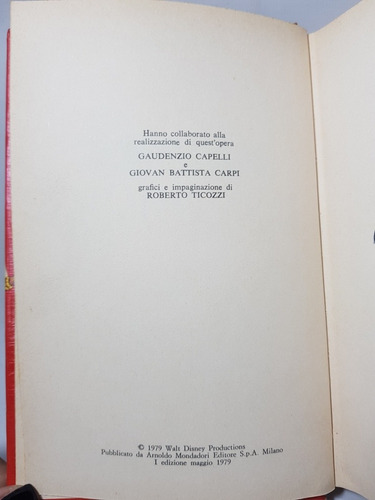 Hanno collaborato alla
realizzazione di quest'opera
GAUDENZIO CAPELLI
e
GIOVAN BATTISTA CARPI
grafici e impaginazione di
ROBERTO TICOZZI
© 1979 Walt Disney Productions
Pubblicato da Arnoldo Mondadori Editore S.p.A. Milano
I edizione maggio 1979